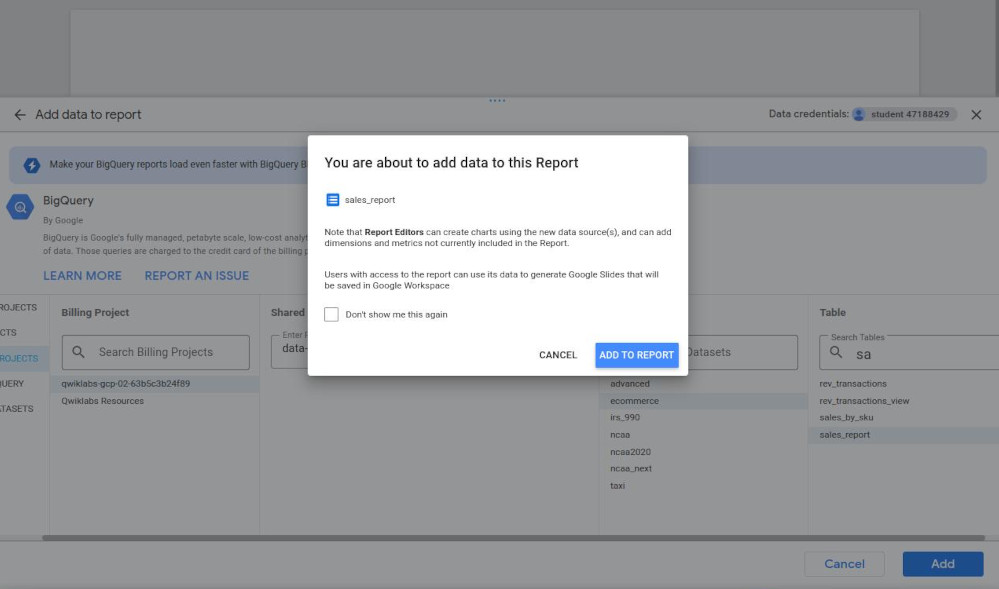 Add data to report
Data credentials: student 47188429
Make your BigQuery reports load even faster with BigQuery B
BigQuery
By Google
BigQuery is Google's fully managed, petabyte scale, low-cost analyt
of data. Those queries are charged to the credit card of the billing p
LEARN MORE REPORT AN ISSUE
You are about to add data to this Report
sales_report
Note that Report Editors can create charts using the new data source(s), and can add
dimensions and metrics not currently included in the Report.
Users with access to the report can use its data to generate Google Slides that will
be saved in Google Workspace
Don't show me this again
CANCEL ADD TO REPORT
ROJECTS
CTS
ROJECTS
QUERY
ATASETS
Billing Project
Search Billing Projects
qwiklabs-gcp-02-63b5c3b24f89
Qwiklabs Resources
Shared
Enter P
data-
Datasets
advanced
ecommerce
irs_990
ncaa
ncaa2020
ncaa_next
taxi
Table
Search Tables
sa
rev_transactions
rev_transactions_view
sales_by_sku
sales_report
Cancel Add